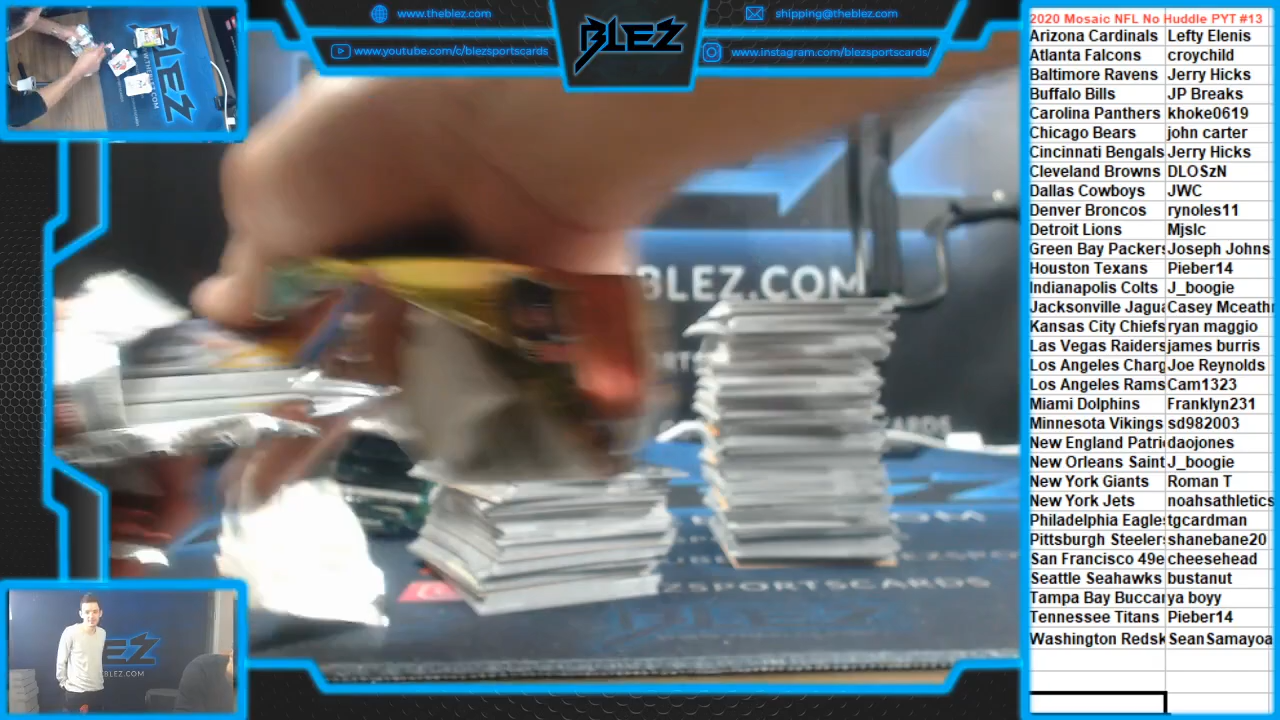 www.theblez.com
www.youtube.com/c/blezsportscards
BLEZ
shipping@theblez.com
www.instagram.com/blezsportscards/
2020 Mosaic NFL No Huddle PYT #13
Arizona Cardinals Lefty Elenis
Atlanta Falcons croychild
Baltimore Ravens Jerry Hicks
Buffalo Bills JP Breaks
Carolina Panthers khoke0619
Chicago Bears john carter
Cincinnati Bengals Jerry Hicks
Cleveland Browns DLOSzN
Dallas Cowboys JWC
Denver Broncos rynoles11
Detroit Lions Mjslc
Green Bay Packers Joseph Johns
Houston Texans Pieber14
Indianapolis Colts J_boogie
Jacksonville Jagua Casey Mceath
Kansas City Chiefs ryan maggio
Las Vegas Raiders james burris
Los Angeles Charg Joe Reynolds
Los Angeles Rams Cam1323
Miami Dolphins Franklyn231
Minnesota Vikings sd982003
New England Patri daojones
New Orleans Saint J_boogie
New York Giants Roman T
New York Jets noahsathletics
Philadelphia Eagles tgcardman
Pittsburgh Steelers shanebane20
San Francisco 49e cheesehead
Seattle Seahawks bustanut
Tampa Bay Buccar ya boyy
Tennessee Titans Pieber14
Washington Redsk SeanSamayoa
BLEZ.COM
ZSPORTSCARDS
BLEZ
EZ
BLEZ.COM